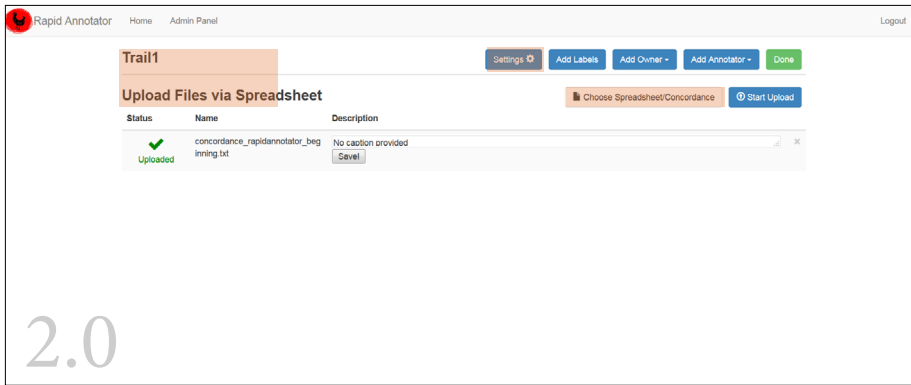 Rapid Annotator Home Admin Panel Logout
Trail1 Settings Add Labels Add Owner Add Annotator Done
Upload Files via Spreadsheet Choose Spreadsheet/Concordance Start Upload
Status Name Description
concordance_rapidannotator_beg No caption provided
Uploaded inning.txt Save!
2.0